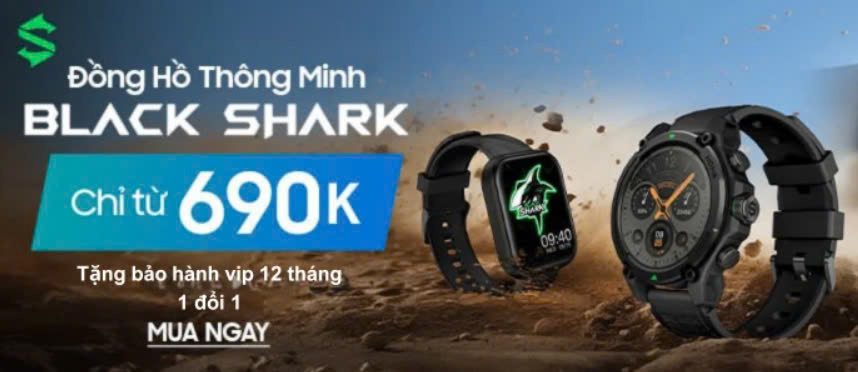 Đồng Hồ Thông Minh
BLACK SHARK
Chỉ từ 690K
Tặng bảo hành vip 12 tháng
1 đổi 1
MUA NGAY
SHARK
09:40